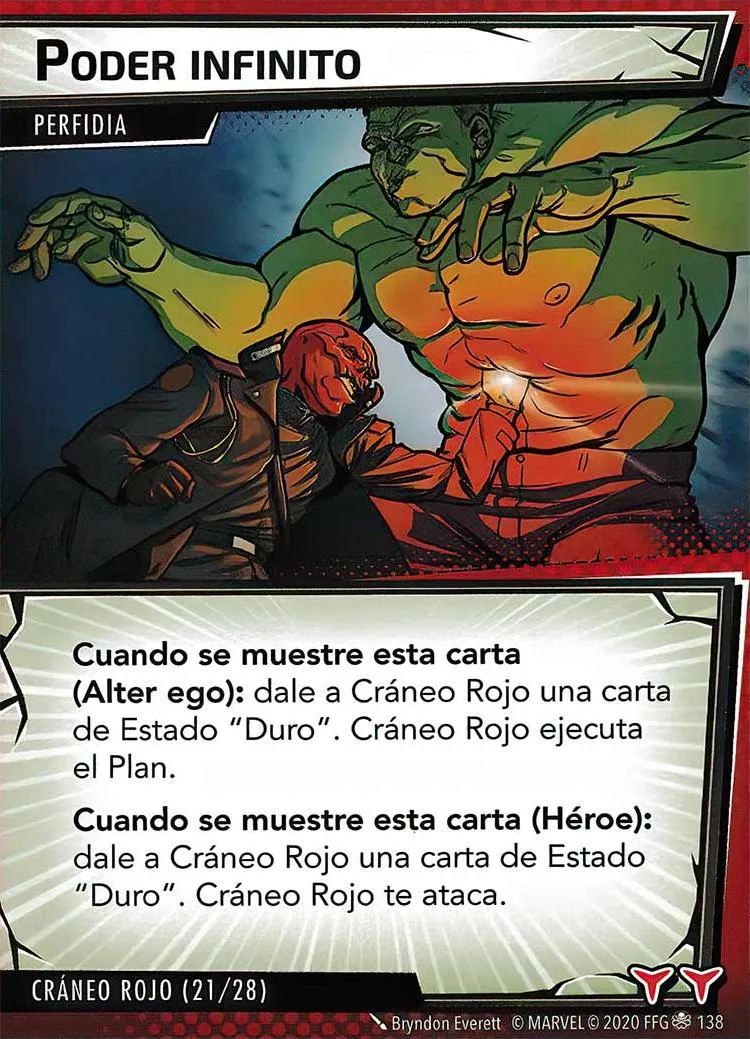 PODER INFINITO
PERFIDIA
Cuando se muestre esta carta
(Alter ego): dale a Cráneo Rojo una carta
de Estado “Duro”. Cráneo Rojo ejecuta
el Plan.
Cuando se muestre esta carta (Héroe):
dale a Cráneo Rojo una carta de Estado
“Duro”. Cráneo Rojo te ataca.
CRÁNEO ROJO (21/28)
Bryndon Everett © MARVEL © 2020 FFG 138